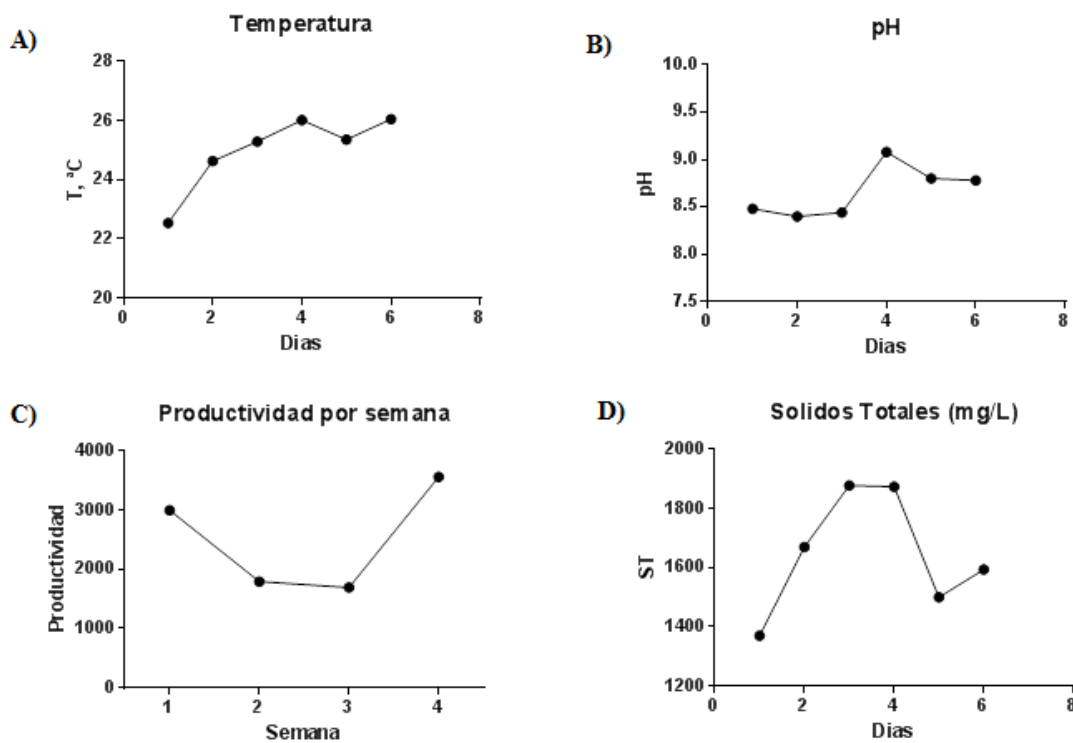 A)
Temperatura
28
26
24
22
20
T, ªC
0 2 4 6 8
Dias
B)
pH
10.0
9.5
9.0
8.5
8.0
7.5
pH
0 2 4 6 8
Dias
C)
Productividad por semana
4000
3000
2000
1000
0
Productividad
1 2 3 4
Semana
D)
Solidos Totales (mg/L)
2000
1800
1600
1400
1200
ST
0 2 4 6 8
Dias